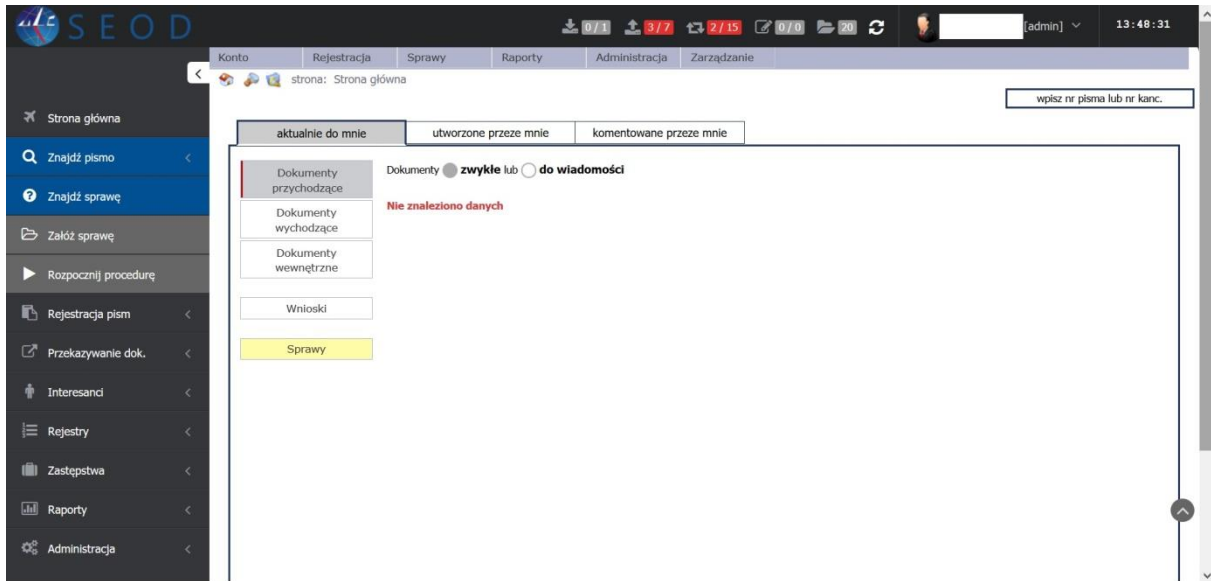 SEOD
0 / 1 3 / 7 2 / 15 0 / 0 20 [admin] 13:48:31
Konto Rejestracja Sprawy Raporty Administracja Zarządzanie
strona: Strona główna
wpisz nr pisma lub nr kanc.
Strona główna
Znajdź pismo
Znajdź sprawę
Załóż sprawę
Rozpocznij procedurę
Rejestracja pism
Przekazywanie dok.
Interesanci
Rejestry
Zastępstwa
Raporty
Administracja
aktualnie do mnie utworzone przeze mnie komentowane przeze mnie
Dokumenty
przychodzące
Dokumenty
wychodzące
Dokumenty
wewnętrzne
Wnioski
Sprawy
Dokumenty zwykłe lub do wiadomości
Nie znaleziono danych